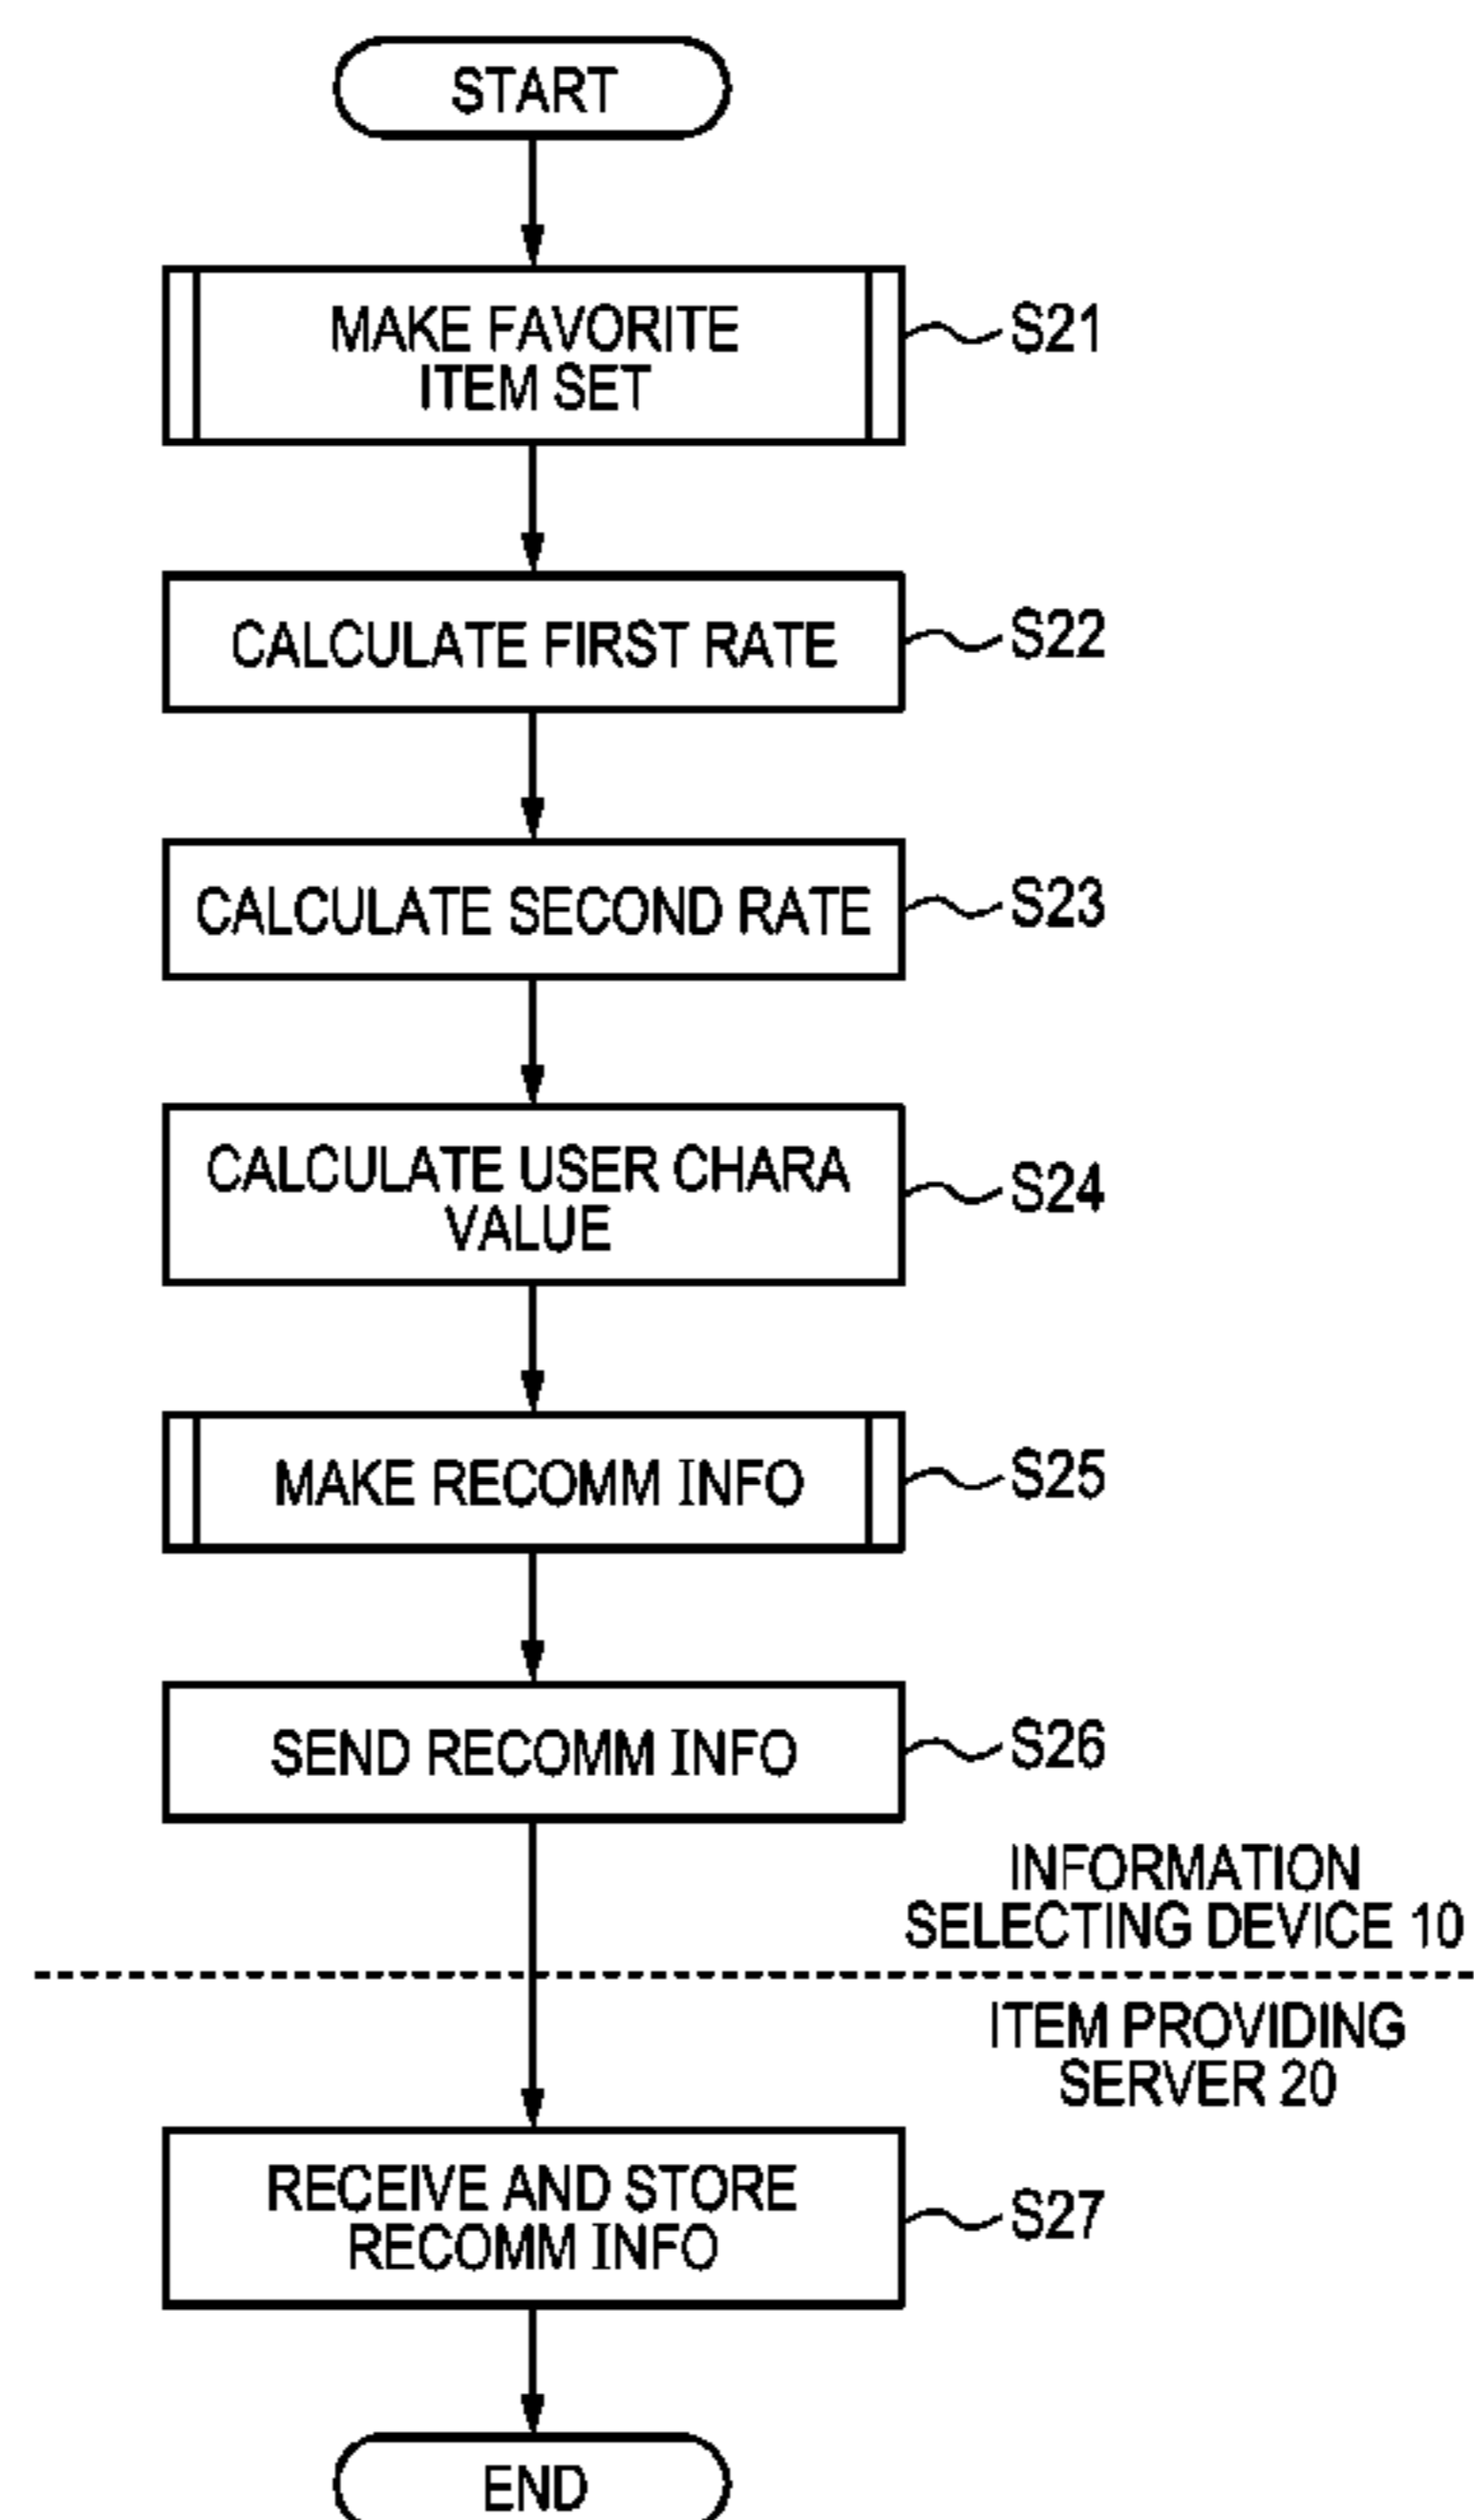 START
MAKE FAVORITE
ITEM SET
S21
CALCULATE FIRST RATE
S22
CALCULATE SECOND RATE
S23
CALCULATE USER CHARA
VALUE
S24
MAKE RECOMM INFO
S25
SEND RECOMM INFO
S26
INFORMATION
SELECTING DEVICE 10
ITEM PROVIDING
SERVER 20
RECEIVE AND STORE
RECOMM INFO
S27
END